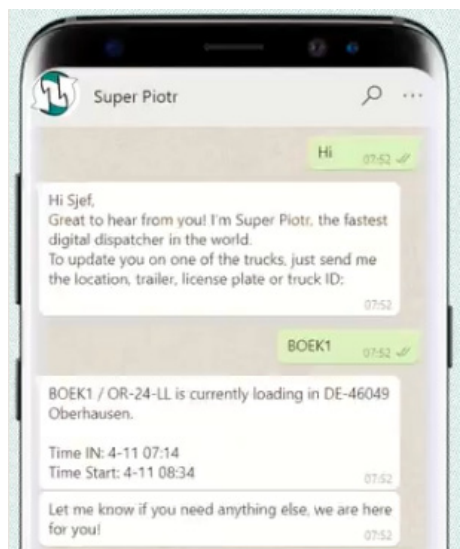 Super Piotr
Hi 07:52
Hi Sjef,
Great to hear from you! I'm Super Piotr, the fastest
digital dispatcher in the world.
To update you on one of the trucks, just send me
the location, trailer, license plate or truck ID:
07:52
BOEK1 07:52
BOEK1 / OR-24-LL is currently loading in DE-46049
Oberhausen.
Time IN: 4-11 07:14
Time Start: 4-11 08:34
07:52
Let me know if you need anything else, we are here
for you!
07:52